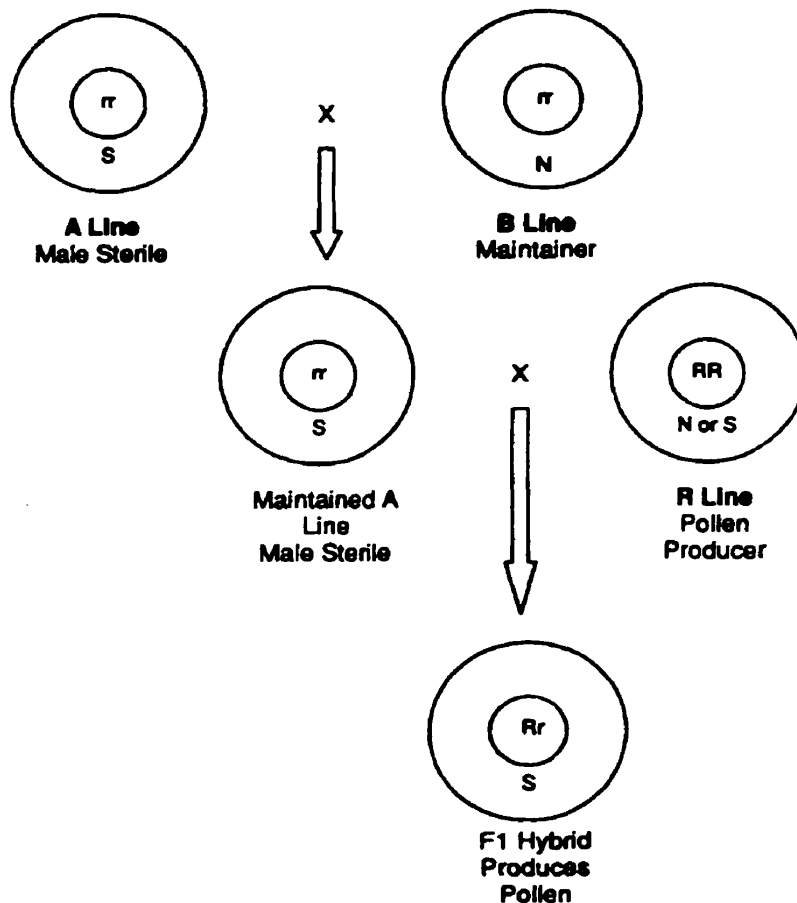 rr
S
A Line
Male Sterile
X
rr
N
B Line
Maintainer
rr
S
Maintained A
Line
Male Sterile
X
RR
N or S
R Line
Pollen
Producer
Rr
S
F1 Hybrid
Produces
Pollen